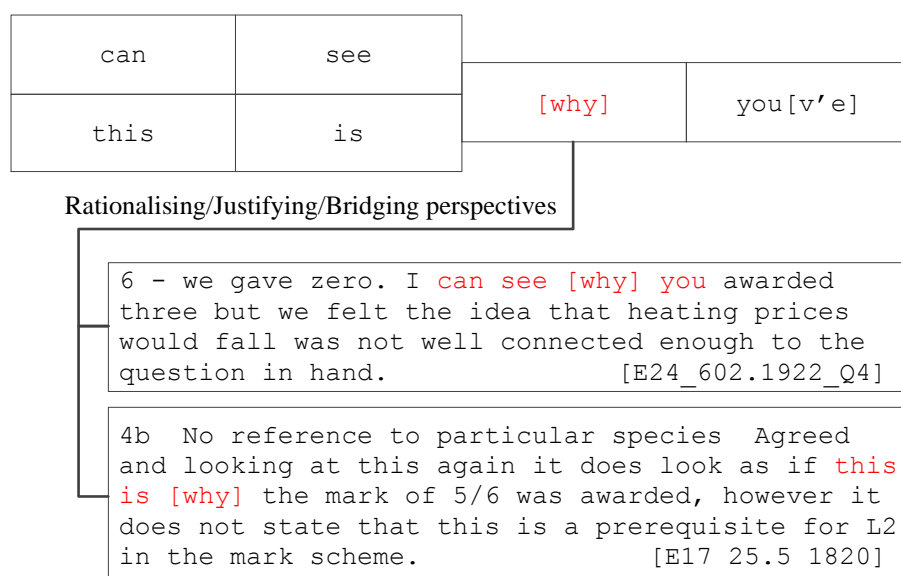 can see
[why] you[v'e]
this is
Rationalising/Justifying/Bridging perspectives
6 - we gave zero. I can see [why] you awarded
three but we felt the idea that heating prices
would fall was not well connected enough to the
question in hand. [E24_602.1922_Q4]
4b No reference to particular species Agreed
and looking at this again it does look as if this
is [why] the mark of 5/6 was awarded, however it
does not state that this is a prerequisite for L2
in the mark scheme. [E17 25.5 1820]